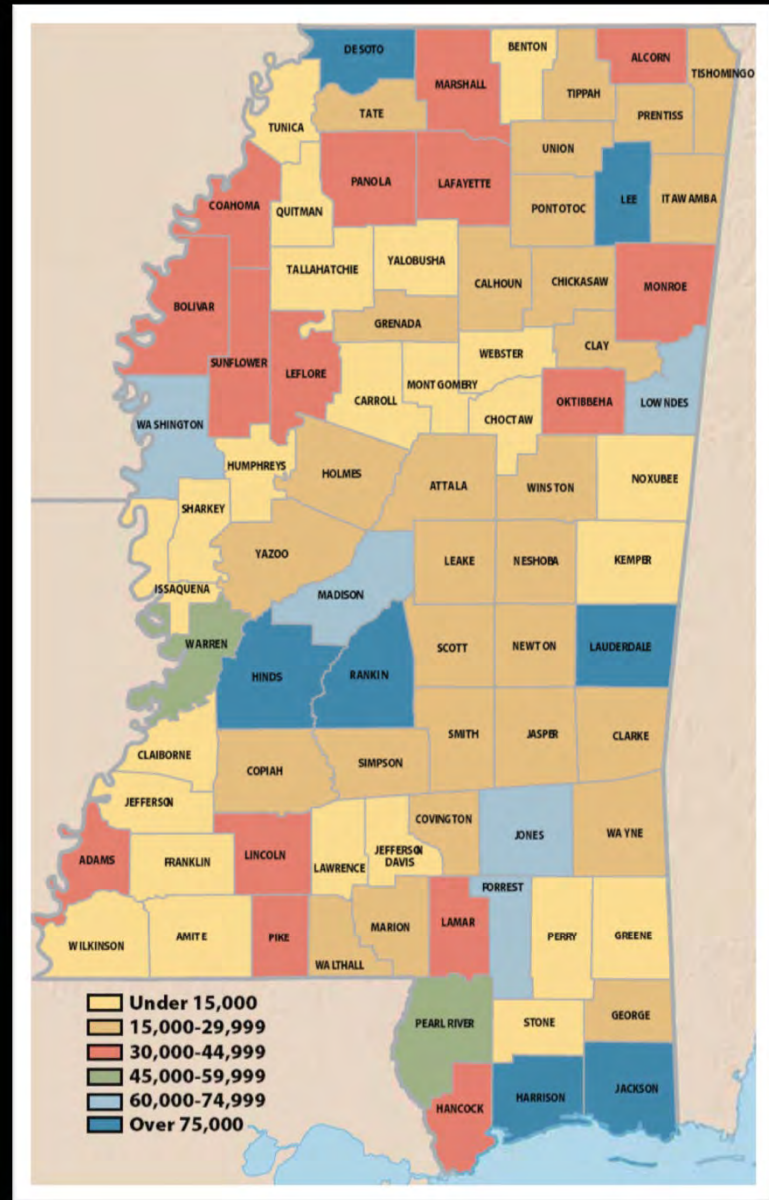 DESOTO
BENTON
ALCORN
TISHOMINGO
MARSHALL
TIPPAH
TATE
PRENTISS
TUNICA
UNION
PANOLA
LAFAYETTE
LEE
ITAWAMBA
COAHOMA
QUITMAN
PONTOTOC
TALLAHATCHIE
YALOBUSHA
CALHOUN
CHICKASAW
MONROE
BOLIVAR
GRENADA
CLAY
WEBSTER
SUNFLOWER
LEFLORE
MONTGOMERY
CARROLL
OKTIBBEHA
LOWNDES
CHOCTAW
WASHINGTON
HUMPHREYS
HOLMES
ATTALA
WINSTON
NOXUBEE
SHARKEY
YAZOO
LEAKE
NESHOBA
KEMPER
ISSAQUENA
MADISON
WARREN
SCOTT
NEWTON
LAUDERDALE
HINDS
RANKIN
SMITH
JASPER
CLARKE
CLAIBORNE
COPIAH
SIMPSON
JEFFERSON
COVINGTON
JONES
WAYNE
ADAMS
FRANKLIN
LINCOLN
LAWRENCE
JEFFERSON
DAVIS
FORREST
WILKINSON
AMITE
PIKE
WALTHALL
MARION
LAMAR
PERRY
GREENE
PEARL RIVER
STONE
GEORGE
HANCOCK
HARRISON
JACKSON
Under 15,000
15,000-29,999
30,000-44,999
45,000-59,999
60,000-74,999
Over 75,000